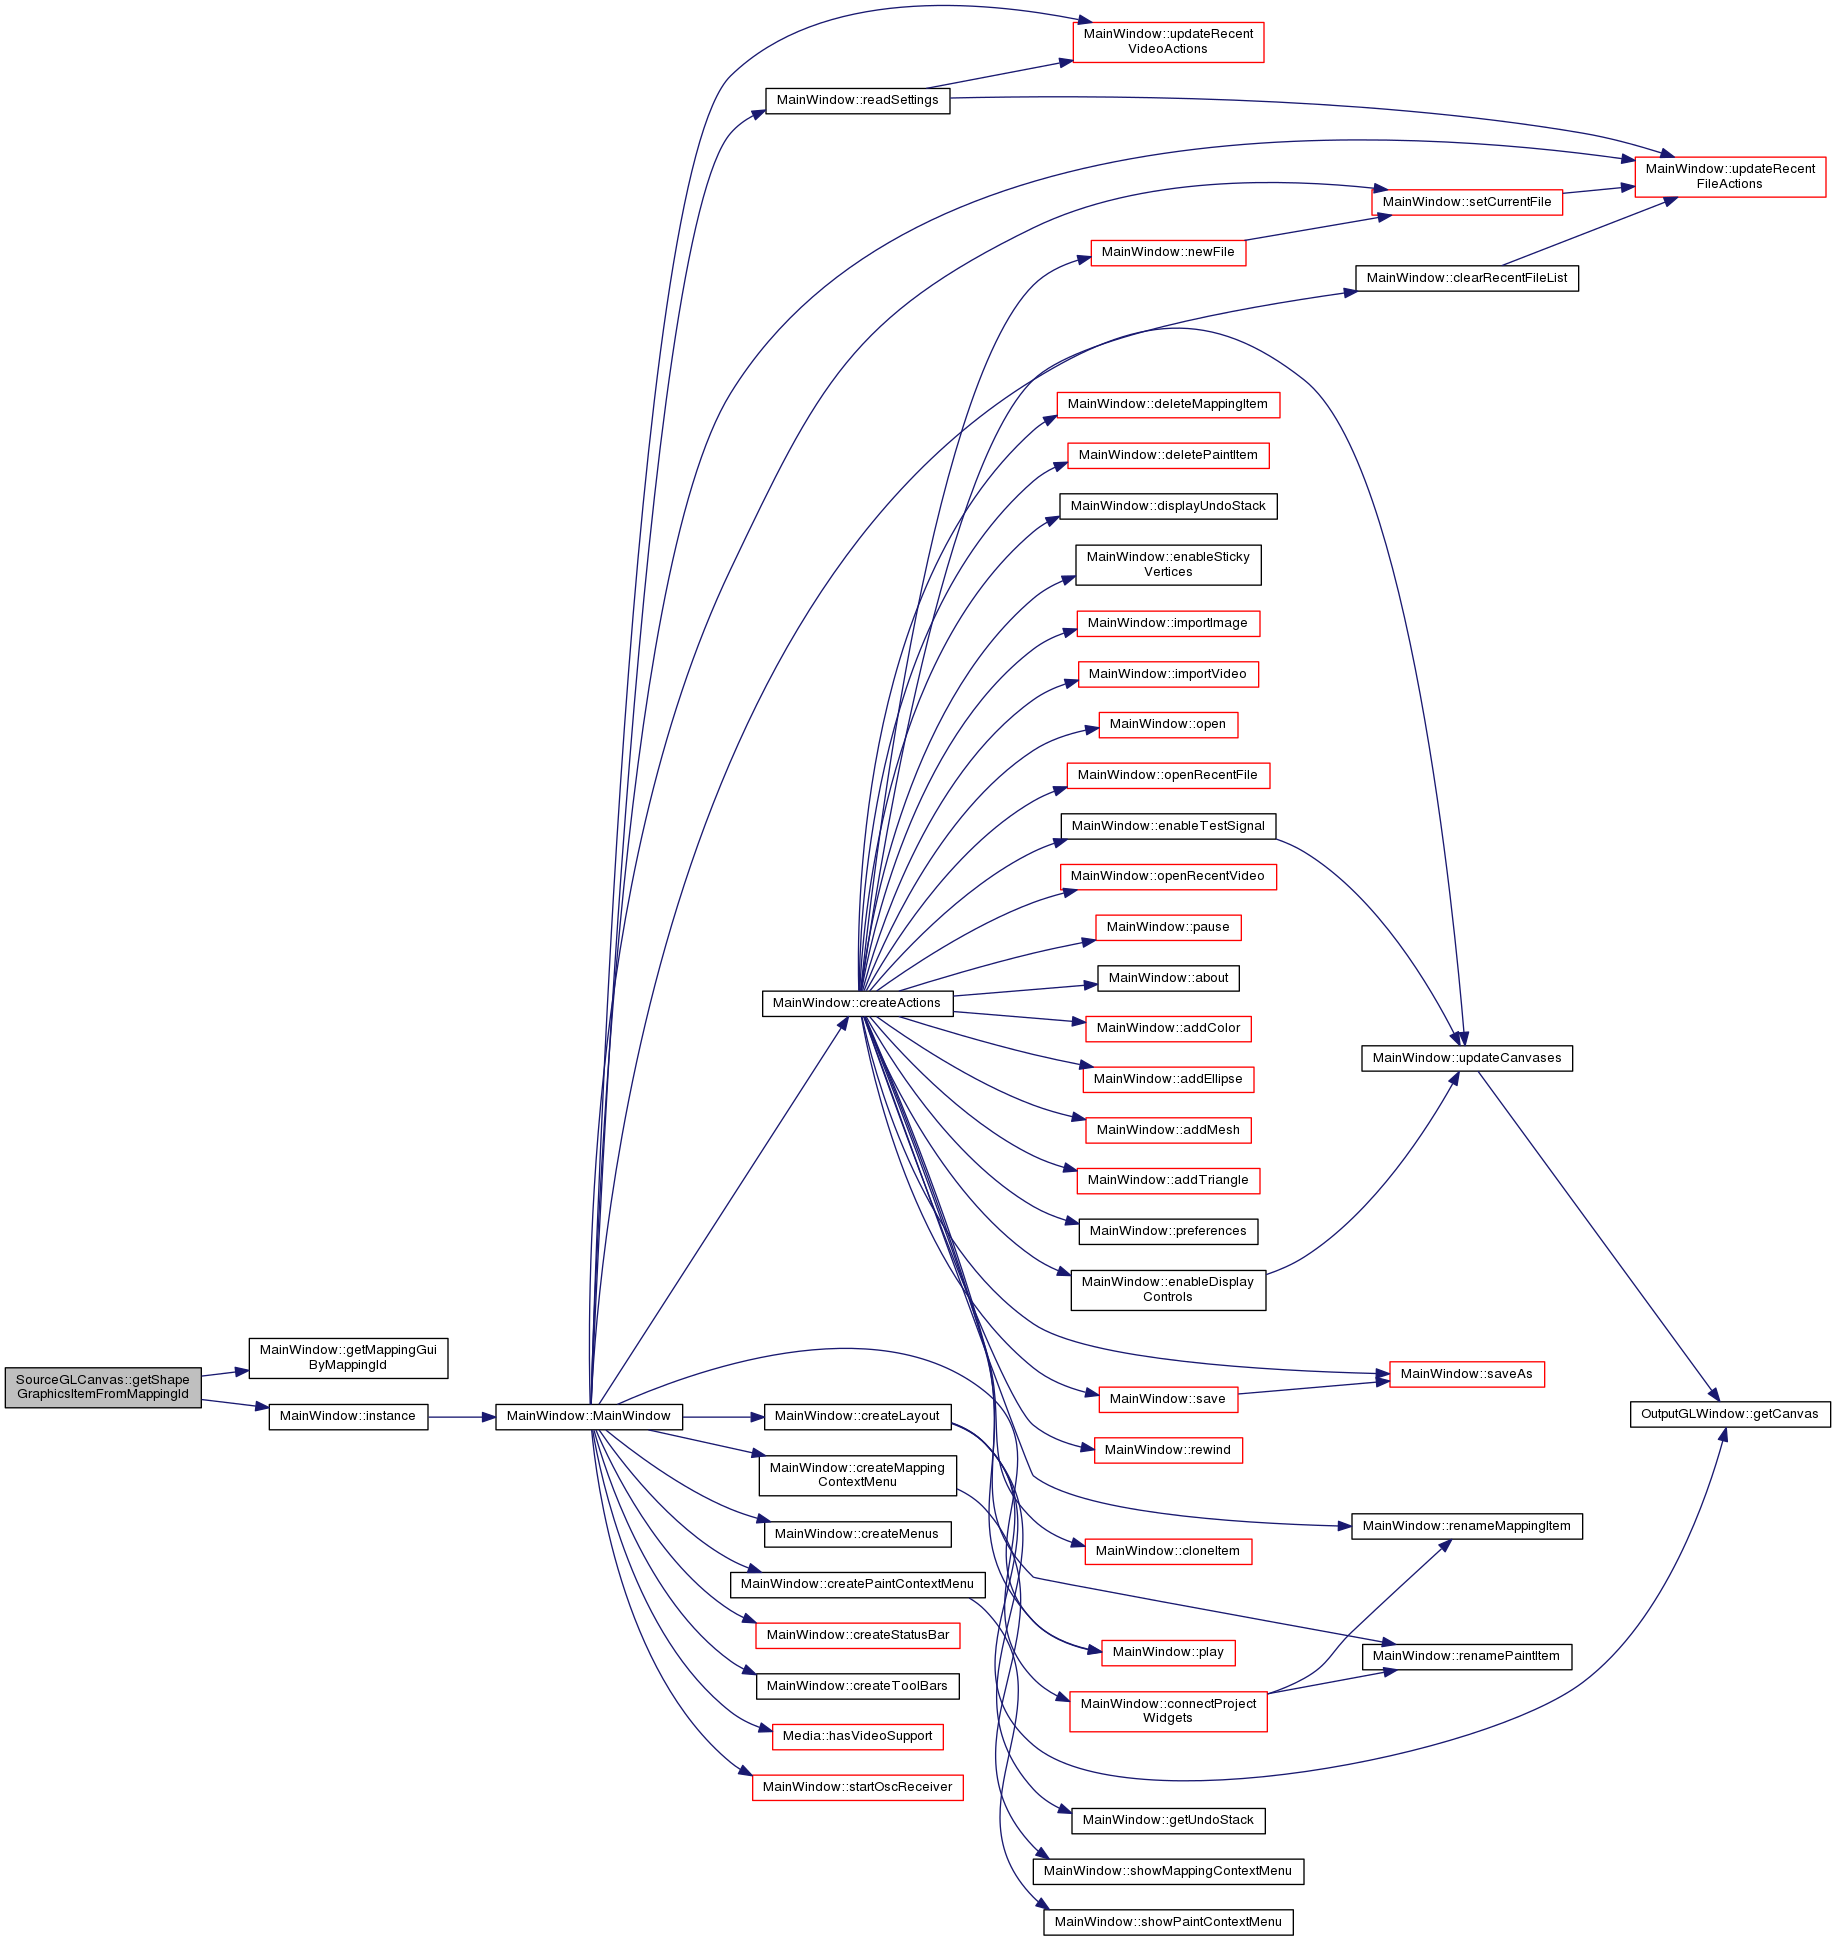 MainWindow::updateRecent
VideoActions
MainWindow::readSettings
MainWindow::updateRecent
FileActions
MainWindow::setCurrentFile
MainWindow::newFile
MainWindow::clearRecentFileList
MainWindow::deleteMappingItem
MainWindow::deletePaintItem
MainWindow::displayUndoStack
MainWindow::enableSticky
Vertices
MainWindow::importImage
MainWindow::importVideo
MainWindow::open
MainWindow::openRecentFile
MainWindow::enableTestSignal
MainWindow::openRecentVideo
MainWindow::pause
MainWindow::about
MainWindow::createActions
MainWindow::addColor
MainWindow::updateCanvases
MainWindow::addEllipse
MainWindow::addMesh
MainWindow::addTriangle
MainWindow::preferences
MainWindow::enableDisplay
Controls
MainWindow::getMappingGui
ByMappingId
SourceGLCanvas::getShape
GraphicsItemFromMappingId
MainWindow::saveAs
MainWindow::save
MainWindow::instance
MainWindow::MainWindow
MainWindow::createLayout
OutputGLWindow::getCanvas
MainWindow::rewind
MainWindow::createMapping
ContextMenu
MainWindow::renameMappingItem
MainWindow::createMenus
MainWindow::cloneItem
MainWindow::createPaintContextMenu
MainWindow::createStatusBar
MainWindow::play
MainWindow::renamePaintItem
MainWindow::createToolBars
MainWindow::connectProject
Widgets
Media::hasVideoSupport
MainWindow::startOscReceiver
MainWindow::getUndoStack
MainWindow::showMappingContextMenu
MainWindow::showPaintContextMenu